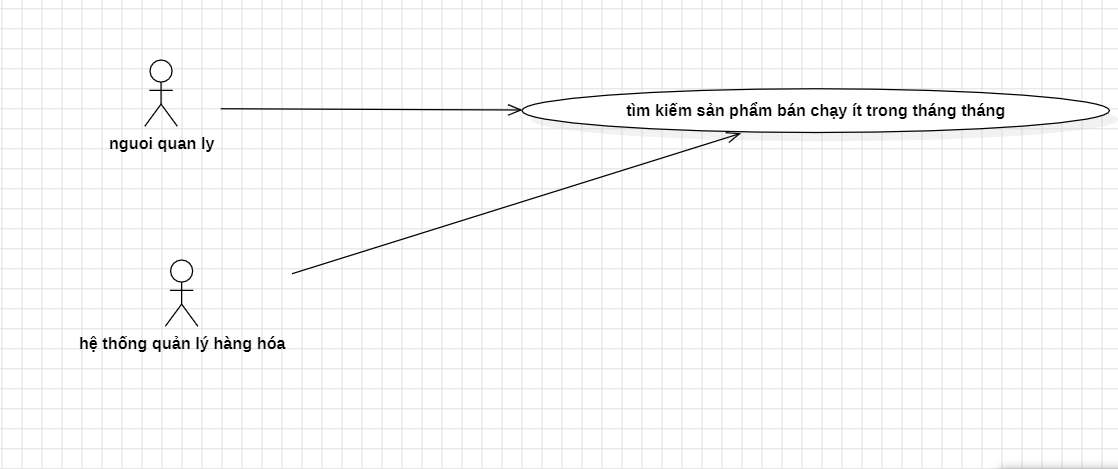 tìm kiếm sản phẩm bán chạy ít trong tháng tháng
nguoi quan ly
hệ thống quản lý hàng hóa